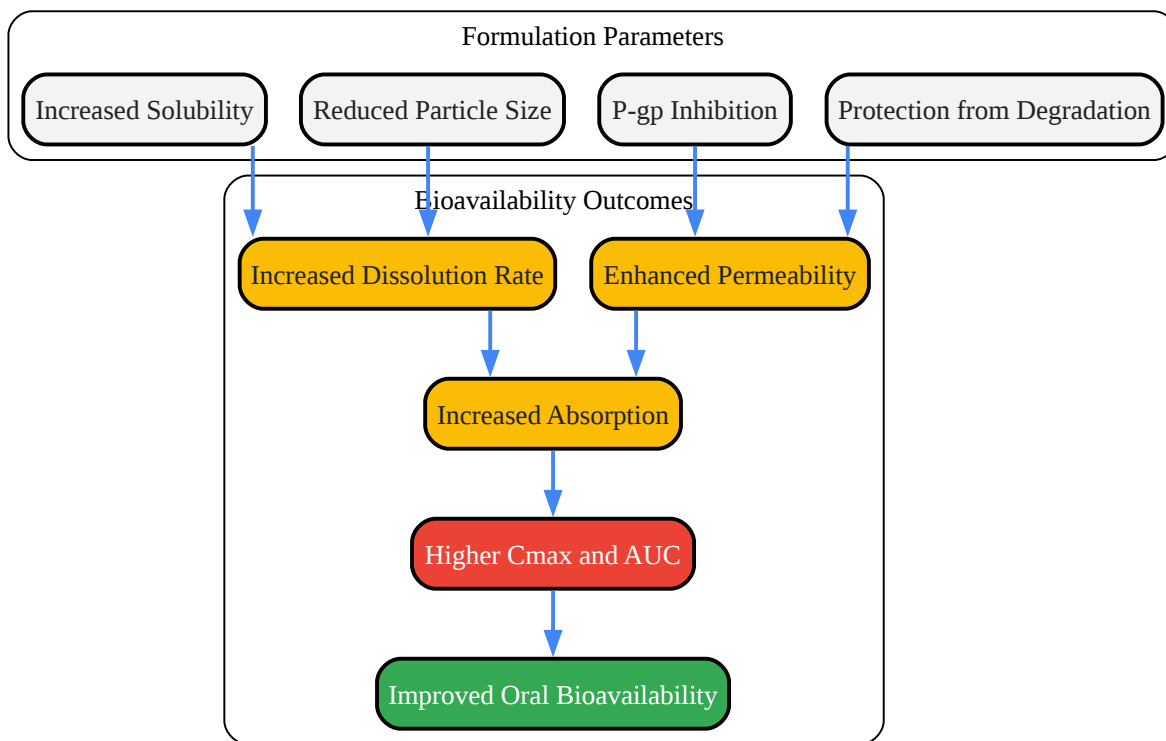 Formulation Parameters
Increased Solubility
Reduced Particle Size
P-gp Inhibition
Protection from Degradation
Bioavailability Outcomes
Increased Dissolution Rate
Enhanced Permeability
Increased Absorption
Higher Cmax and AUC
Improved Oral Bioavailability